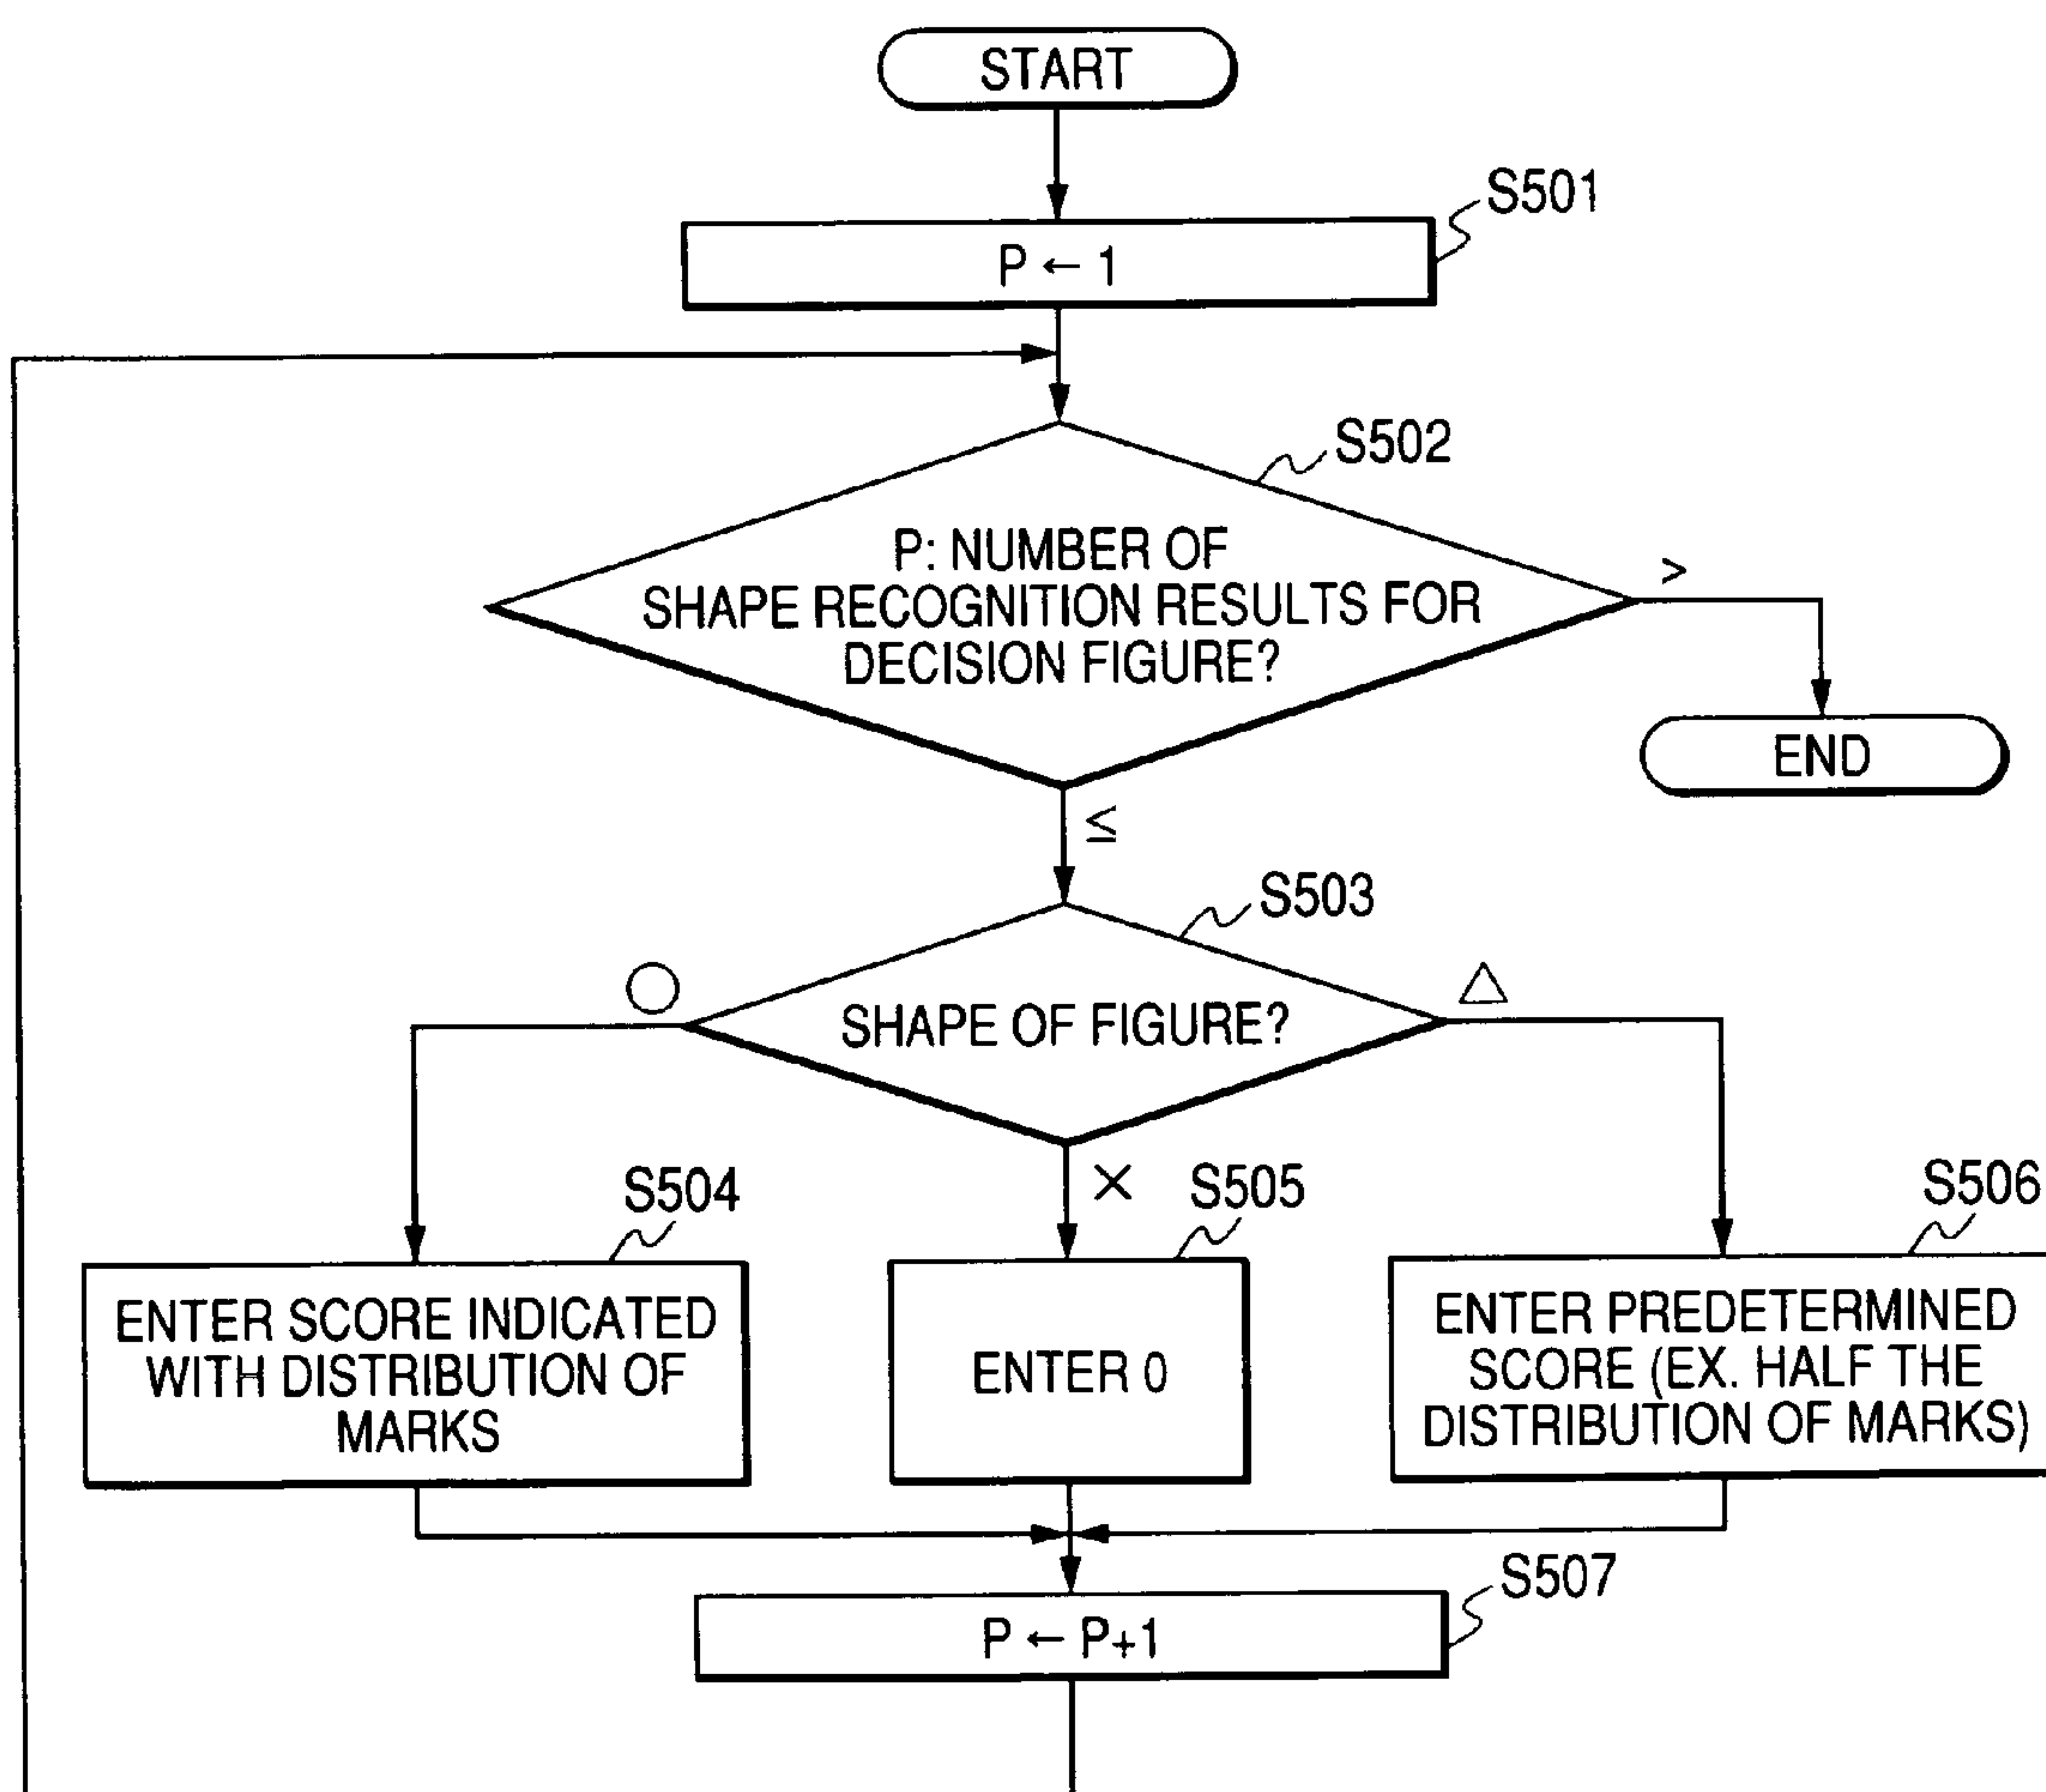 START
S501
P ← 1
S502
P: NUMBER OF
SHAPE RECOGNITION RESULTS FOR
DECISION FIGURE?
>
END
≤
S503
○
△
SHAPE OF FIGURE?
×
S504
S505
S506
ENTER SCORE INDICATED
WITH DISTRIBUTION OF
MARKS
ENTER 0
ENTER PREDETERMINED
SCORE (EX. HALF THE
DISTRIBUTION OF MARKS)
S507
P ← P+1